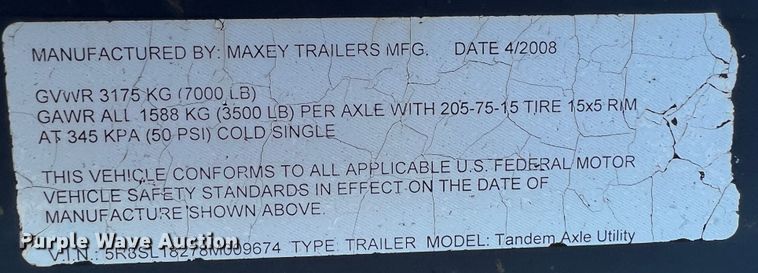 MANUFACTURED BY: MAXEY TRAILERS MFG. DATE 4/2008
GVWR 3175 KG (7000 LB)
GAWR ALL 1588 KG (3500 LB) PER AXLE WITH 205-75-15 TIRE 15x5 RIM
AT 345 KPA (50 PSI) COLD SINGLE
THIS VEHICLE CONFORMS TO ALL APPLICABLE U.S. FEDERAL MOTOR
VEHICLE SAFETY STANDARDS IN EFFECT ON THE DATE OF
MANUFACTURE SHOWN ABOVE.
Purple Wave Auction
V.I.N.: 5R8SL18278M009674 TYPE: TRAILER MODEL: Tandem Axle Utility